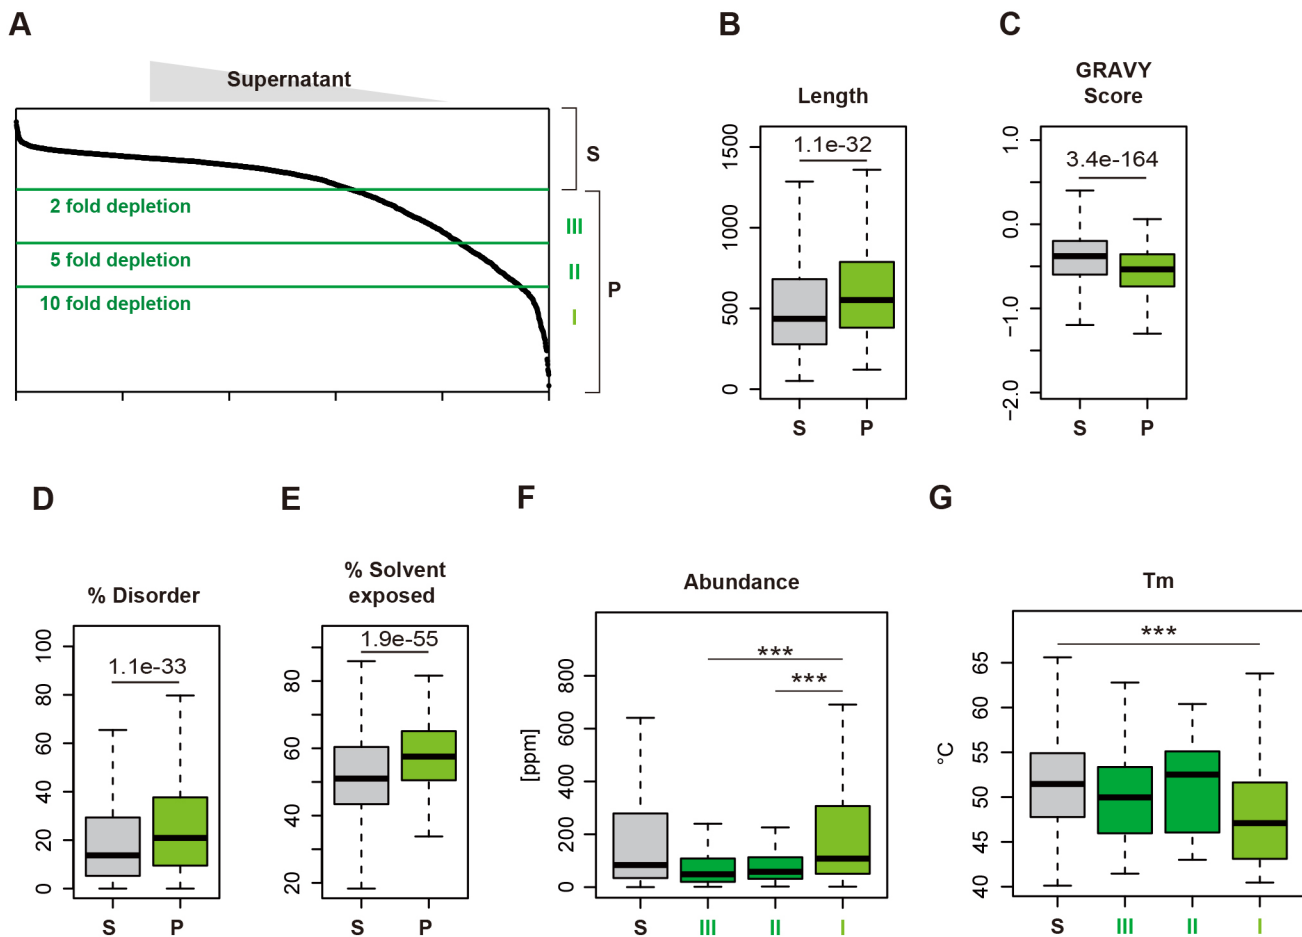 A
Supernatant
2 fold depletion
5 fold depletion
10 fold depletion
S
III
II
I
P
B
Length
1500
1000
500
0
1.1e-32
S P
C
GRAVY
Score
1.0
0.0
−1.0
−2.0
3.4e-164
S P
D
% Disorder
100
80
60
40
20
0
1.1e-33
S P
E
% Solvent
exposed
80
60
40
20
1.9e-55
S P
F
Abundance
[ppm]
800
600
400
200
0
***
***
S III II I
G
Tm
°C
65
60
55
50
45
40
***
S III II I